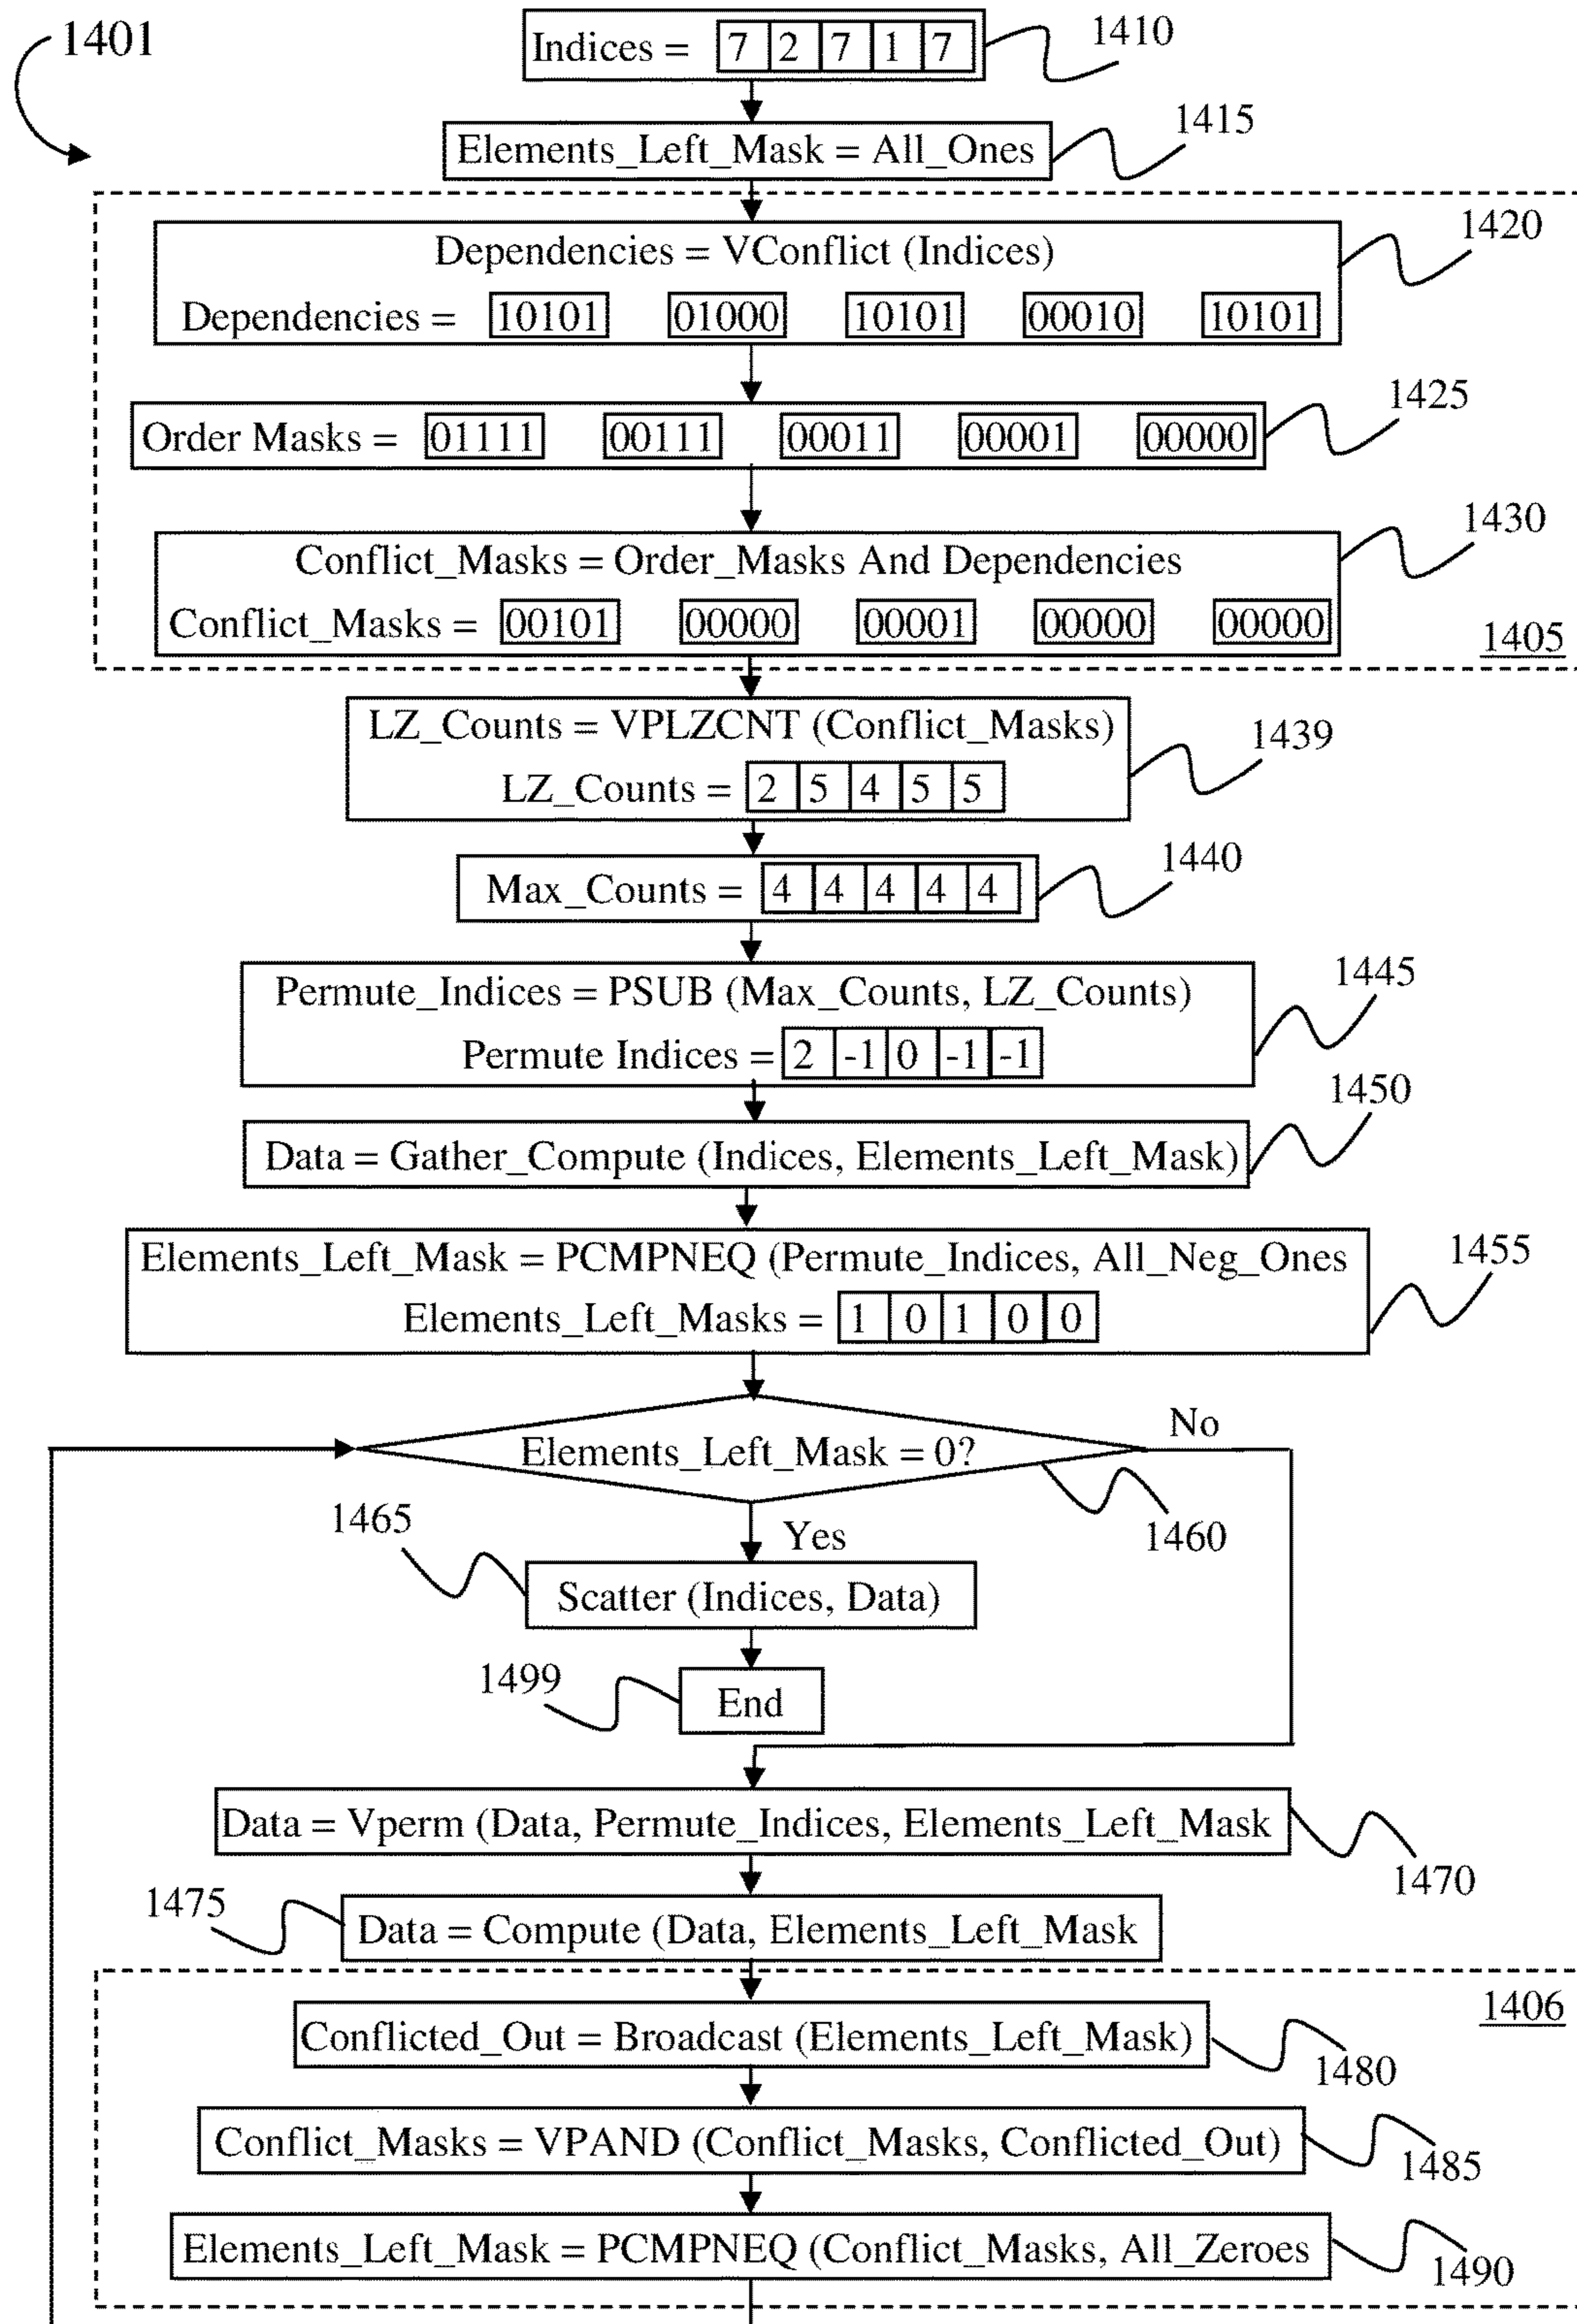 1401
Indices = 7 2 7 1 7
1410
Elements_Left_Mask = All_Ones
1415
Dependencies = VConflict (Indices)
1420
Dependencies = 10101 01000 10101 00010 10101
Order Masks = 01111 00111 00011 00001 00000
1425
Conflict_Masks = Order_Masks And Dependencies
1430
Conflict_Masks = 00101 00000 00001 00000 00000
1405
LZ_Counts = VPLZCNT (Conflict_Masks)
1439
LZ_Counts = 2 5 4 5 5
Max_Counts = 4 4 4 4 4
1440
Permute_Indices = PSUB (Max_Counts, LZ_Counts)
1445
Permute Indices = 2 -1 0 -1 -1
1450
Data = Gather_Compute (Indices, Elements_Left_Mask)
Elements_Left_Mask = PCMPNEQ (Permute_Indices, All_Neg_Ones
1455
Elements_Left_Masks = 1 0 1 0 0
Elements_Left_Mask = 0?
No
1460
Yes
1465
Scatter (Indices, Data)
1499
End
Data = Vperm (Data, Permute_Indices, Elements_Left_Mask
1470
1475
Data = Compute (Data, Elements_Left_Mask
1406
Conflicted_Out = Broadcast (Elements_Left_Mask)
1480
Conflict_Masks = VPAND (Conflict_Masks, Conflicted_Out)
1485
Elements_Left_Mask = PCMPNEQ (Conflict_Masks, All_Zeroes
1490